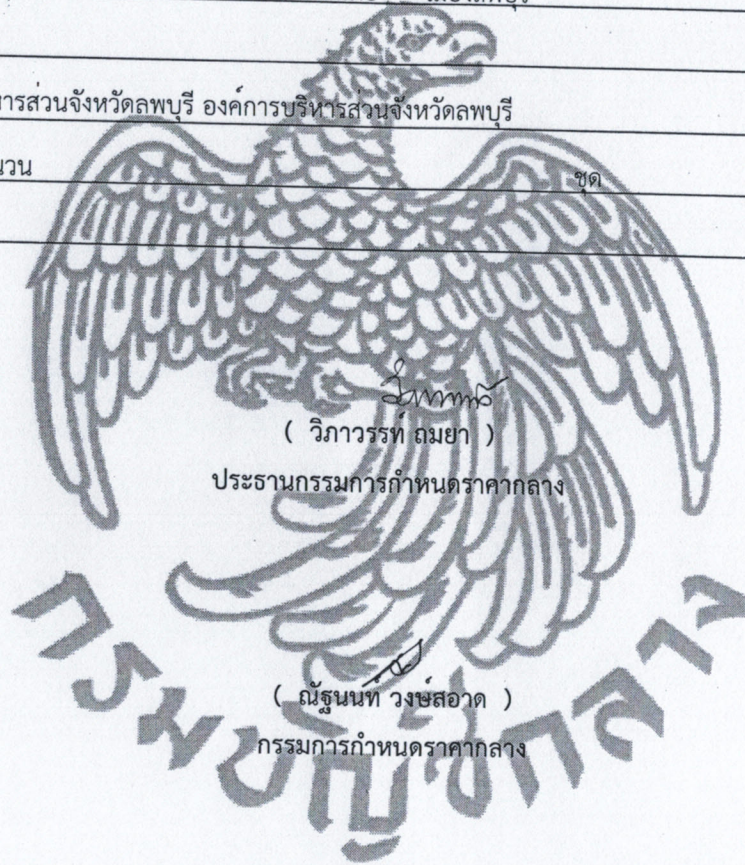 หารส่วนจังหวัดลพบุรี องค์การบริหารส่วนจังหวัดลพบุรี
นวน ชุด
( วิภาวรรท์ ถมยา )
ประธานกรรมการกำหนดราคากลาง
( ณัฐนนท์ วงษ์สอาด )
กรรมการกำหนดราคากลาง
กรมบัญชีกลาง